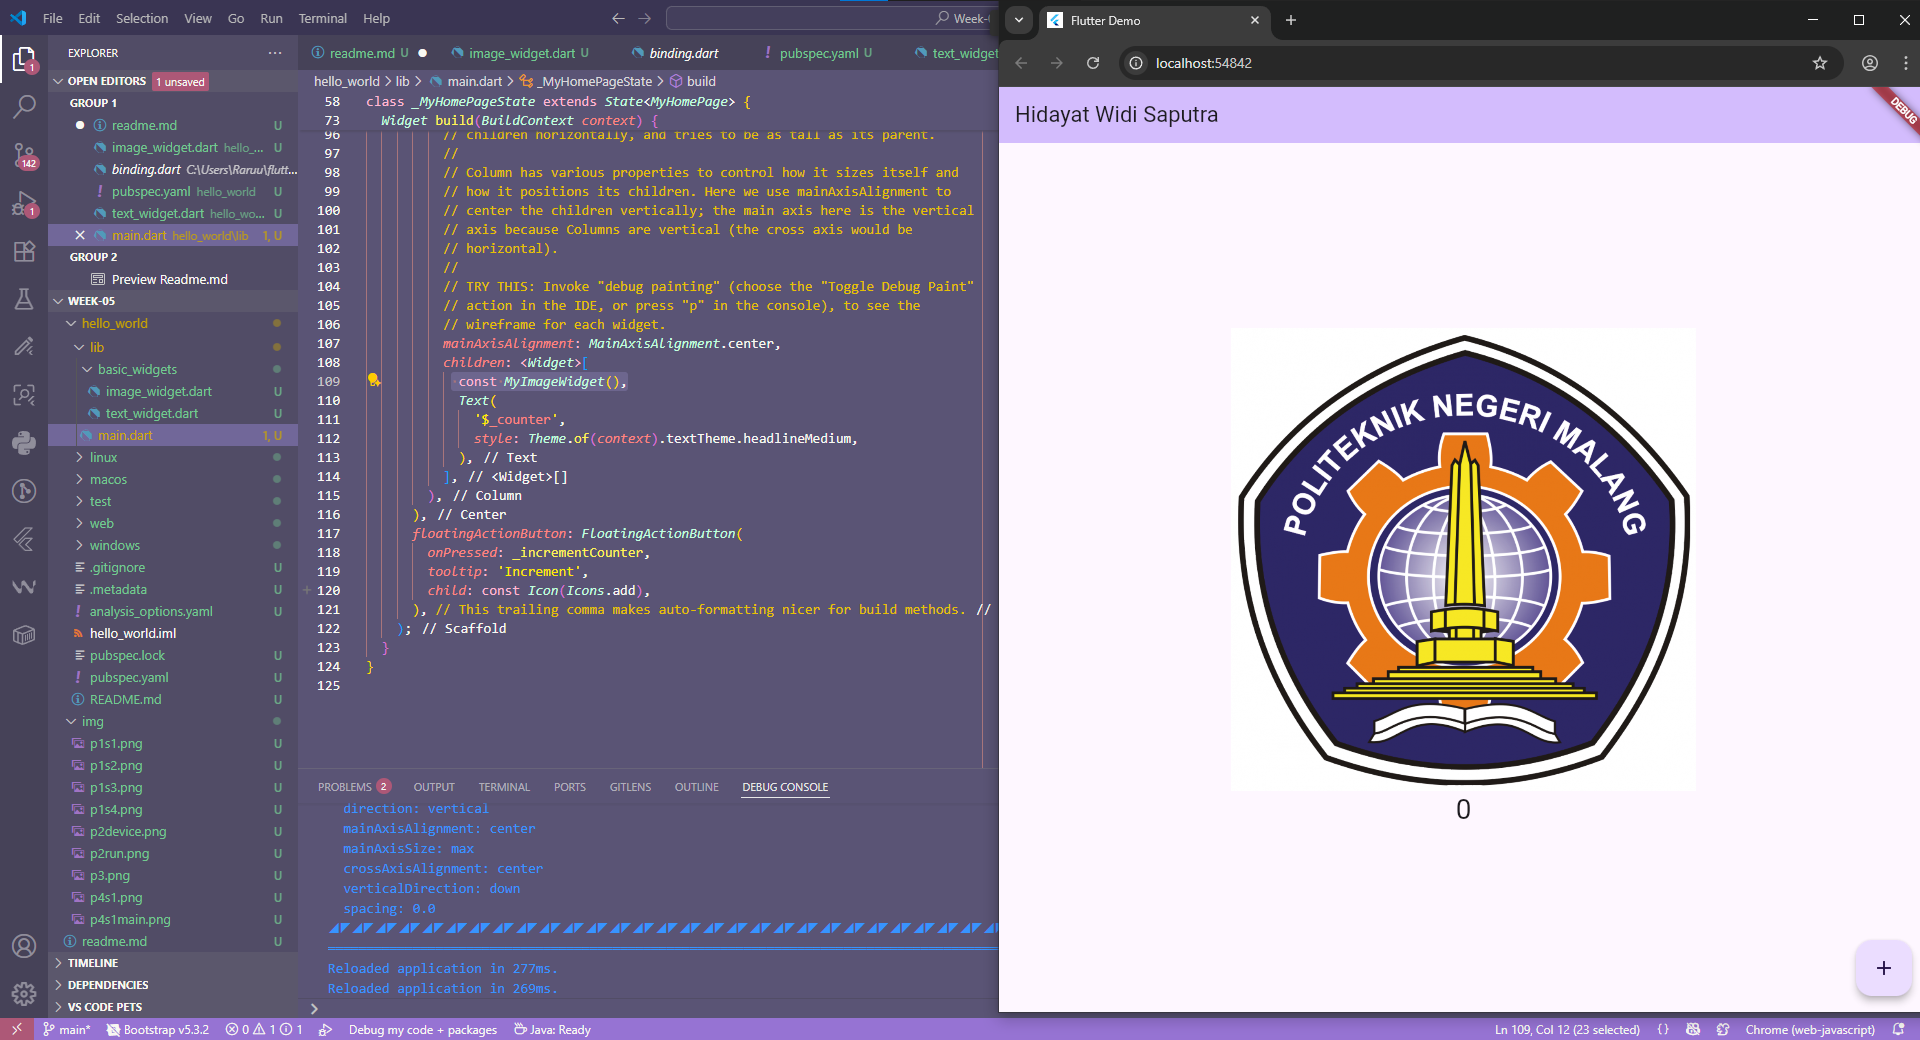 File Edit Selection View Go Run Terminal Help
Week-
EXPLORER
OPEN EDITORS 1 unsaved
GROUP 1
readme.md U
image_widget.dart hello_... U
binding.dart C:\Users\Raruu\flutt...
pubspec.yaml hello_world U
text_widget.dart hello_wo... U
main.dart hello_world\lib 1, U
GROUP 2
Preview Readme.md
WEEK-05
hello_world
lib
basic_widgets
image_widget.dart U
text_widget.dart U
main.dart 1, U
linux
macos
test
web
windows
.gitignore U
.metadata U
analysis_options.yaml U
hello_world.iml
pubspec.lock U
pubspec.yaml U
README.md U
img
p1s1.png U
p1s2.png U
p1s3.png U
p1s4.png U
p2device.png U
p2run.png U
p3.png U
p4s1.png U
p4s1main.png U
readme.md U
TIMELINE
DEPENDENCIES
VS CODE PETS
1
142
1
readme.md U image_widget.dart U binding.dart pubspec.yaml U text_widget
hello_world > lib > main.dart > _MyHomePageState > build
58 class _MyHomePageState extends State<MyHomePage> {
73 Widget build(BuildContext context) {
96 // children horizontally, and tries to be as tall as its parent.
97 //
98 // Column has various properties to control how it sizes itself and
99 // how it positions its children. Here we use mainAxisAlignment to
100 // center the children vertically; the main axis here is the vertical
101 // axis because Columns are vertical (the cross axis would be
102 // horizontal).
103 //
104 // TRY THIS: Invoke "debug painting" (choose the "Toggle Debug Paint"
105 // action in the IDE, or press "p" in the console), to see the
106 // wireframe for each widget.
107 mainAxisAlignment: MainAxisAlignment.center,
108 children: <Widget>[
109 const MyImageWidget(),
110 Text(
111 '$_counter',
112 style: Theme.of(context).textTheme.headlineMedium,
113 ), // Text
114 ], // <Widget>[]
115 ), // Column
116 ), // Center
117 floatingActionButton: FloatingActionButton(
118 onPressed: _incrementCounter,
119 tooltip: 'Increment',
120 child: const Icon(Icons.add),
121 ), // This trailing comma makes auto-formatting nicer for build methods. //
122 ); // Scaffold
123 }
124 }
125
PROBLEMS 2 OUTPUT TERMINAL PORTS GITLENS OUTLINE DEBUG CONSOLE
direction: vertical
mainAxisAlignment: center
mainAxisSize: max
crossAxisAlignment: center
verticalDirection: down
spacing: 0.0
Reloaded application in 277ms.
Reloaded application in 269ms.
main* Bootstrap v5.3.2 0 1 1 Debug my code + packages Java: Ready
Ln 109, Col 12 (23 selected) {} Chrome (web-javascript)
Flutter Demo
localhost:54842
Hidayat Widi Saputra
DEBUG
POLITEKNIK NEGERI MALANG
0
+